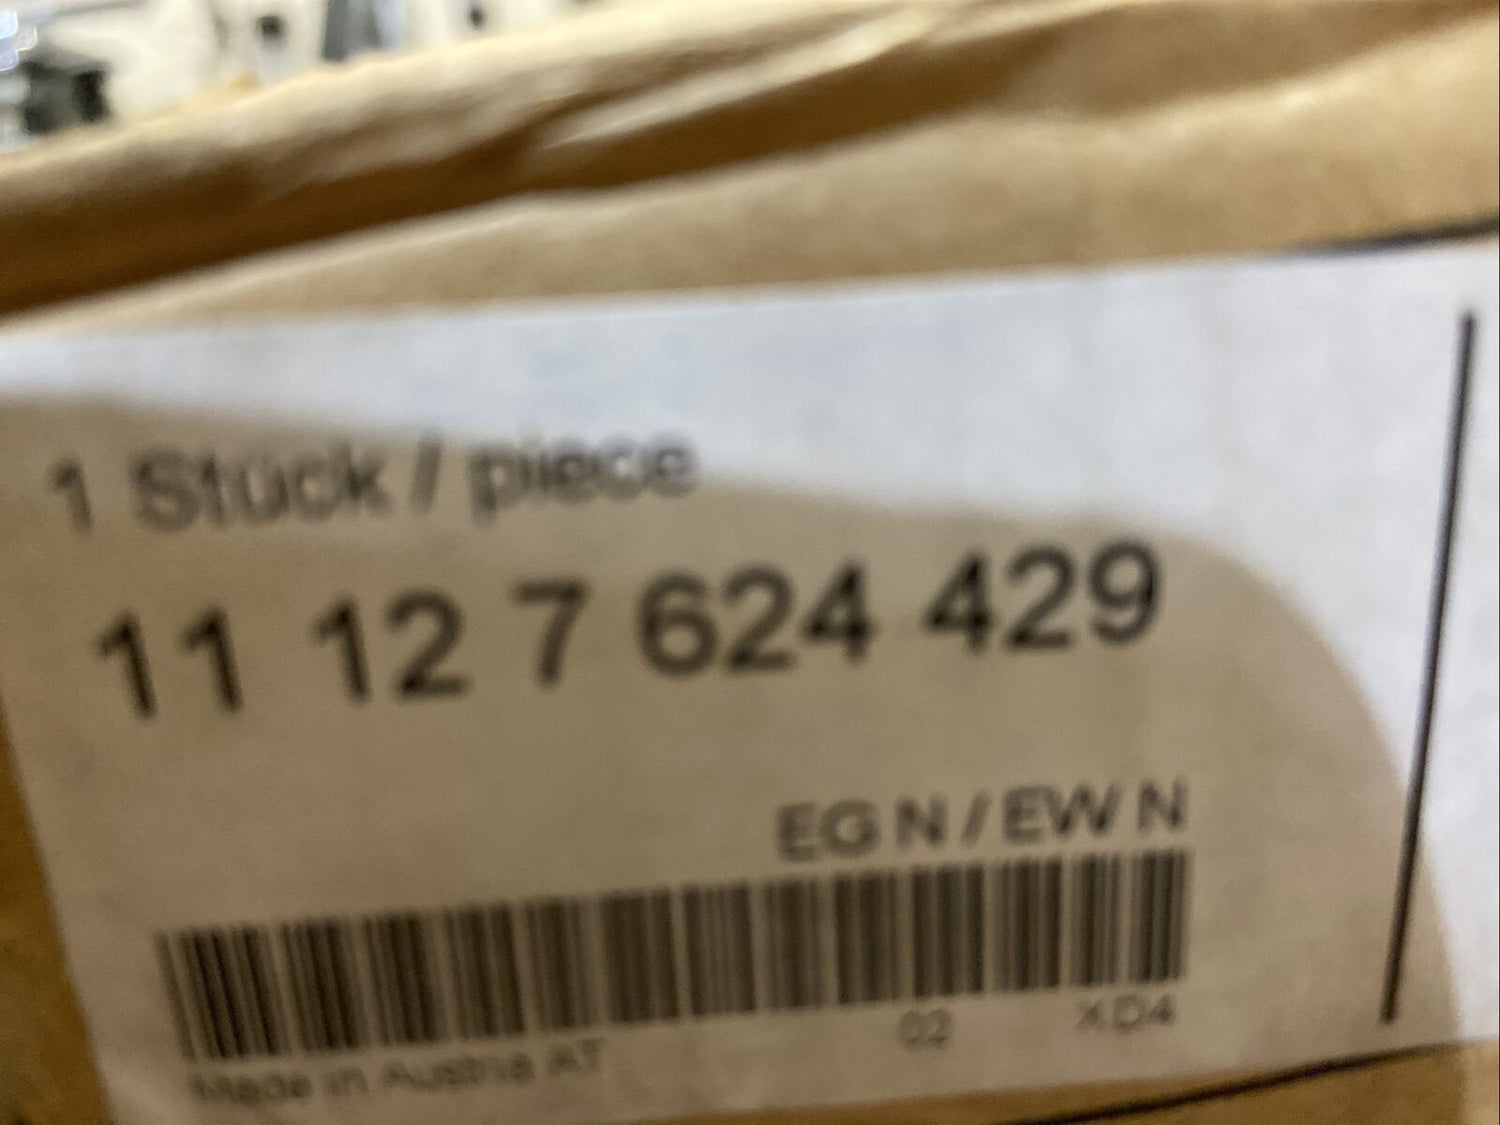 1 Stück / piece
11 12 7 624 429
EG N / EW N
02 XD4
Made in Austria AT